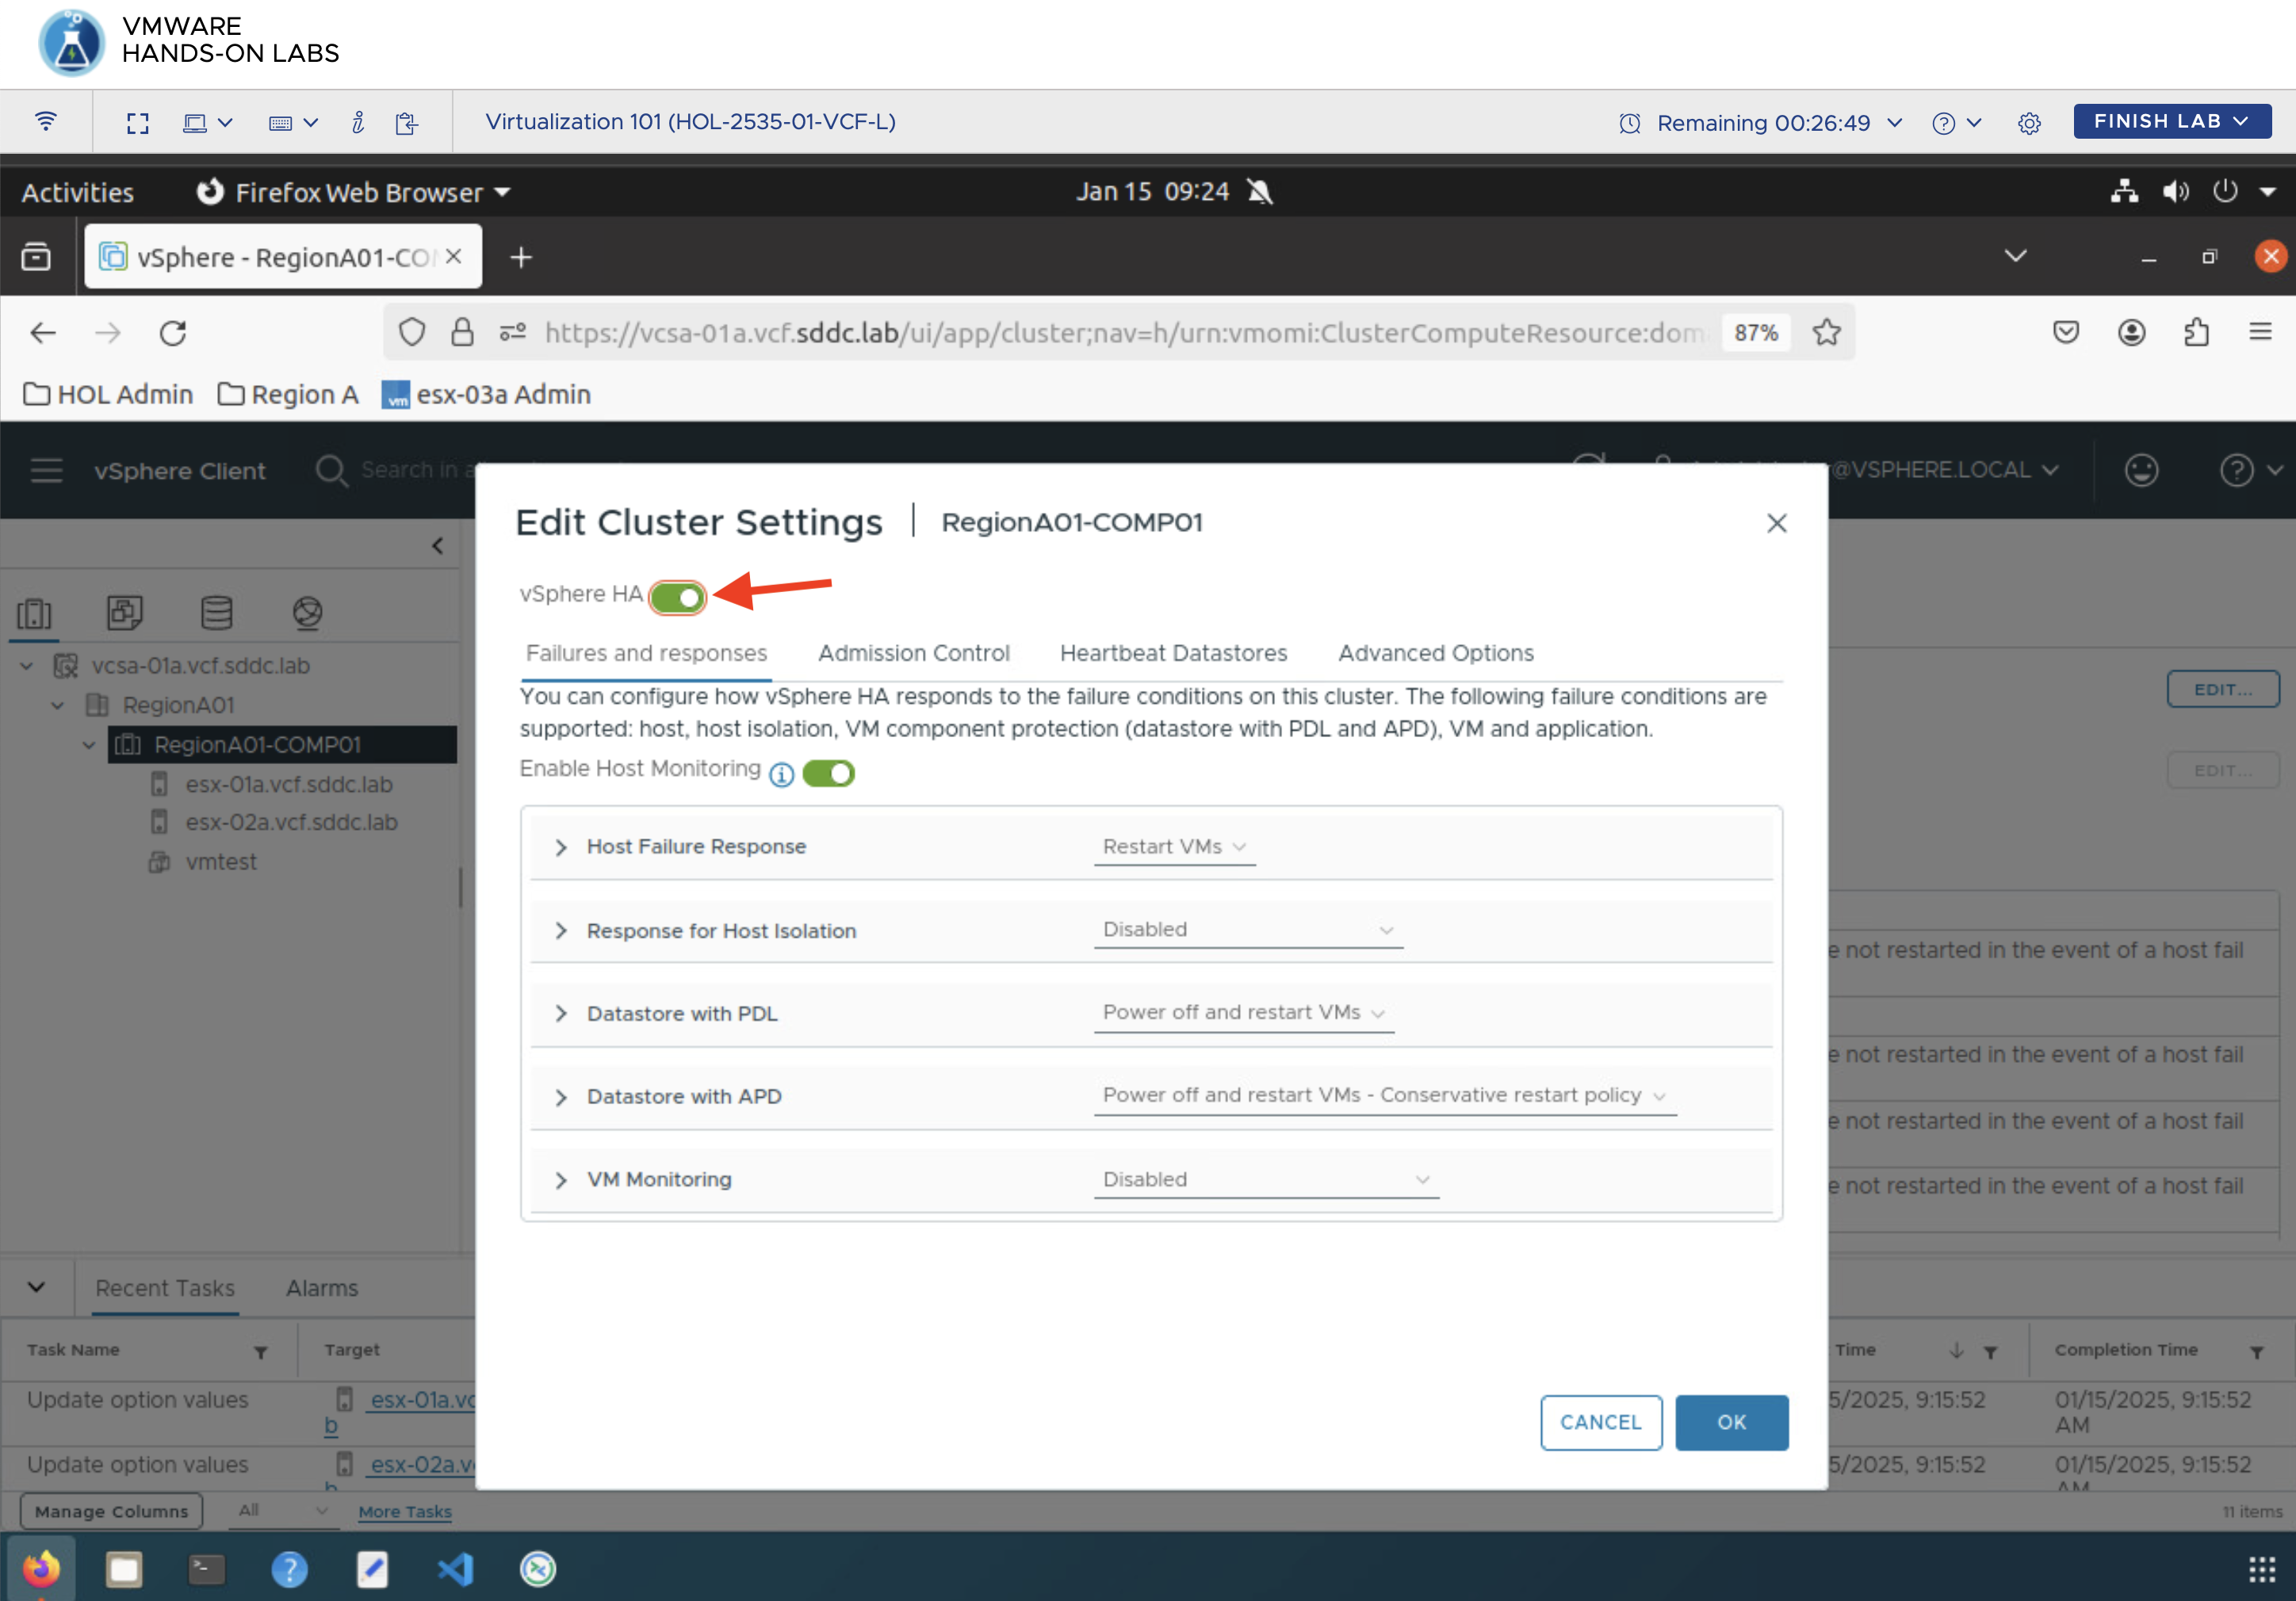 VMWARE
HANDS-ON LABS
Virtualization 101 (HOL-2535-01-VCF-L)
Remaining 00:26:49
FINISH LAB
Activities
Firefox Web Browser
Jan 15 09:24
vSphere - RegionA01-CO
https://vcsa-01a.vcf.sddc.lab/ui/app/cluster;nav=h/urn:vmomi:ClusterComputeResource:dom
87%
HOL Admin
Region A
vm
esx-03a Admin
vSphere Client
Search in a
@VSPHERE.LOCAL
Edit Cluster Settings
RegionA01-COMP01
vSphere HA
Failures and responses
Admission Control
Heartbeat Datastores
Advanced Options
You can configure how vSphere HA responds to the failure conditions on this cluster. The following failure conditions are
supported: host, host isolation, VM component protection (datastore with PDL and APD), VM and application.
Enable Host Monitoring
Host Failure Response
Restart VMs
Response for Host Isolation
Disabled
Datastore with PDL
Power off and restart VMs
Datastore with APD
Power off and restart VMs - Conservative restart policy
VM Monitoring
Disabled
CANCEL
OK
vcsa-01a.vcf.sddc.lab
RegionA01
RegionA01-COMP01
esx-01a.vcf.sddc.lab
esx-02a.vcf.sddc.lab
vmtest
EDIT...
EDIT...
e not restarted in the event of a host fail
e not restarted in the event of a host fail
e not restarted in the event of a host fail
e not restarted in the event of a host fail
Recent Tasks
Alarms
Task Name
Target
Time
Completion Time
Update option values
esx-01a.vc
b
5/2025, 9:15:52
01/15/2025, 9:15:52
AM
Update option values
esx-02a.v
5/2025, 9:15:52
01/15/2025, 9:15:52
AM
Manage Columns
All
More Tasks
11 items